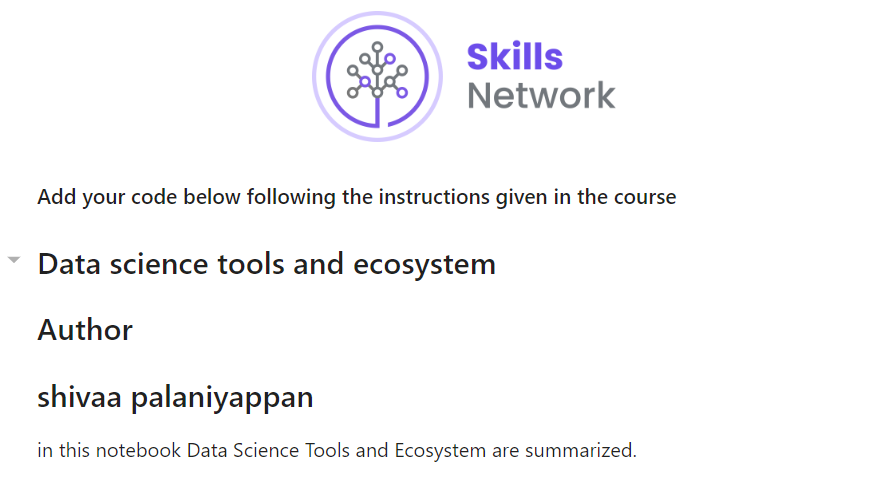 Skills
Network
Add your code below following the instructions given in the course
Data science tools and ecosystem
Author
shivaa palaniyappan
in this notebook Data Science Tools and Ecosystem are summarized.